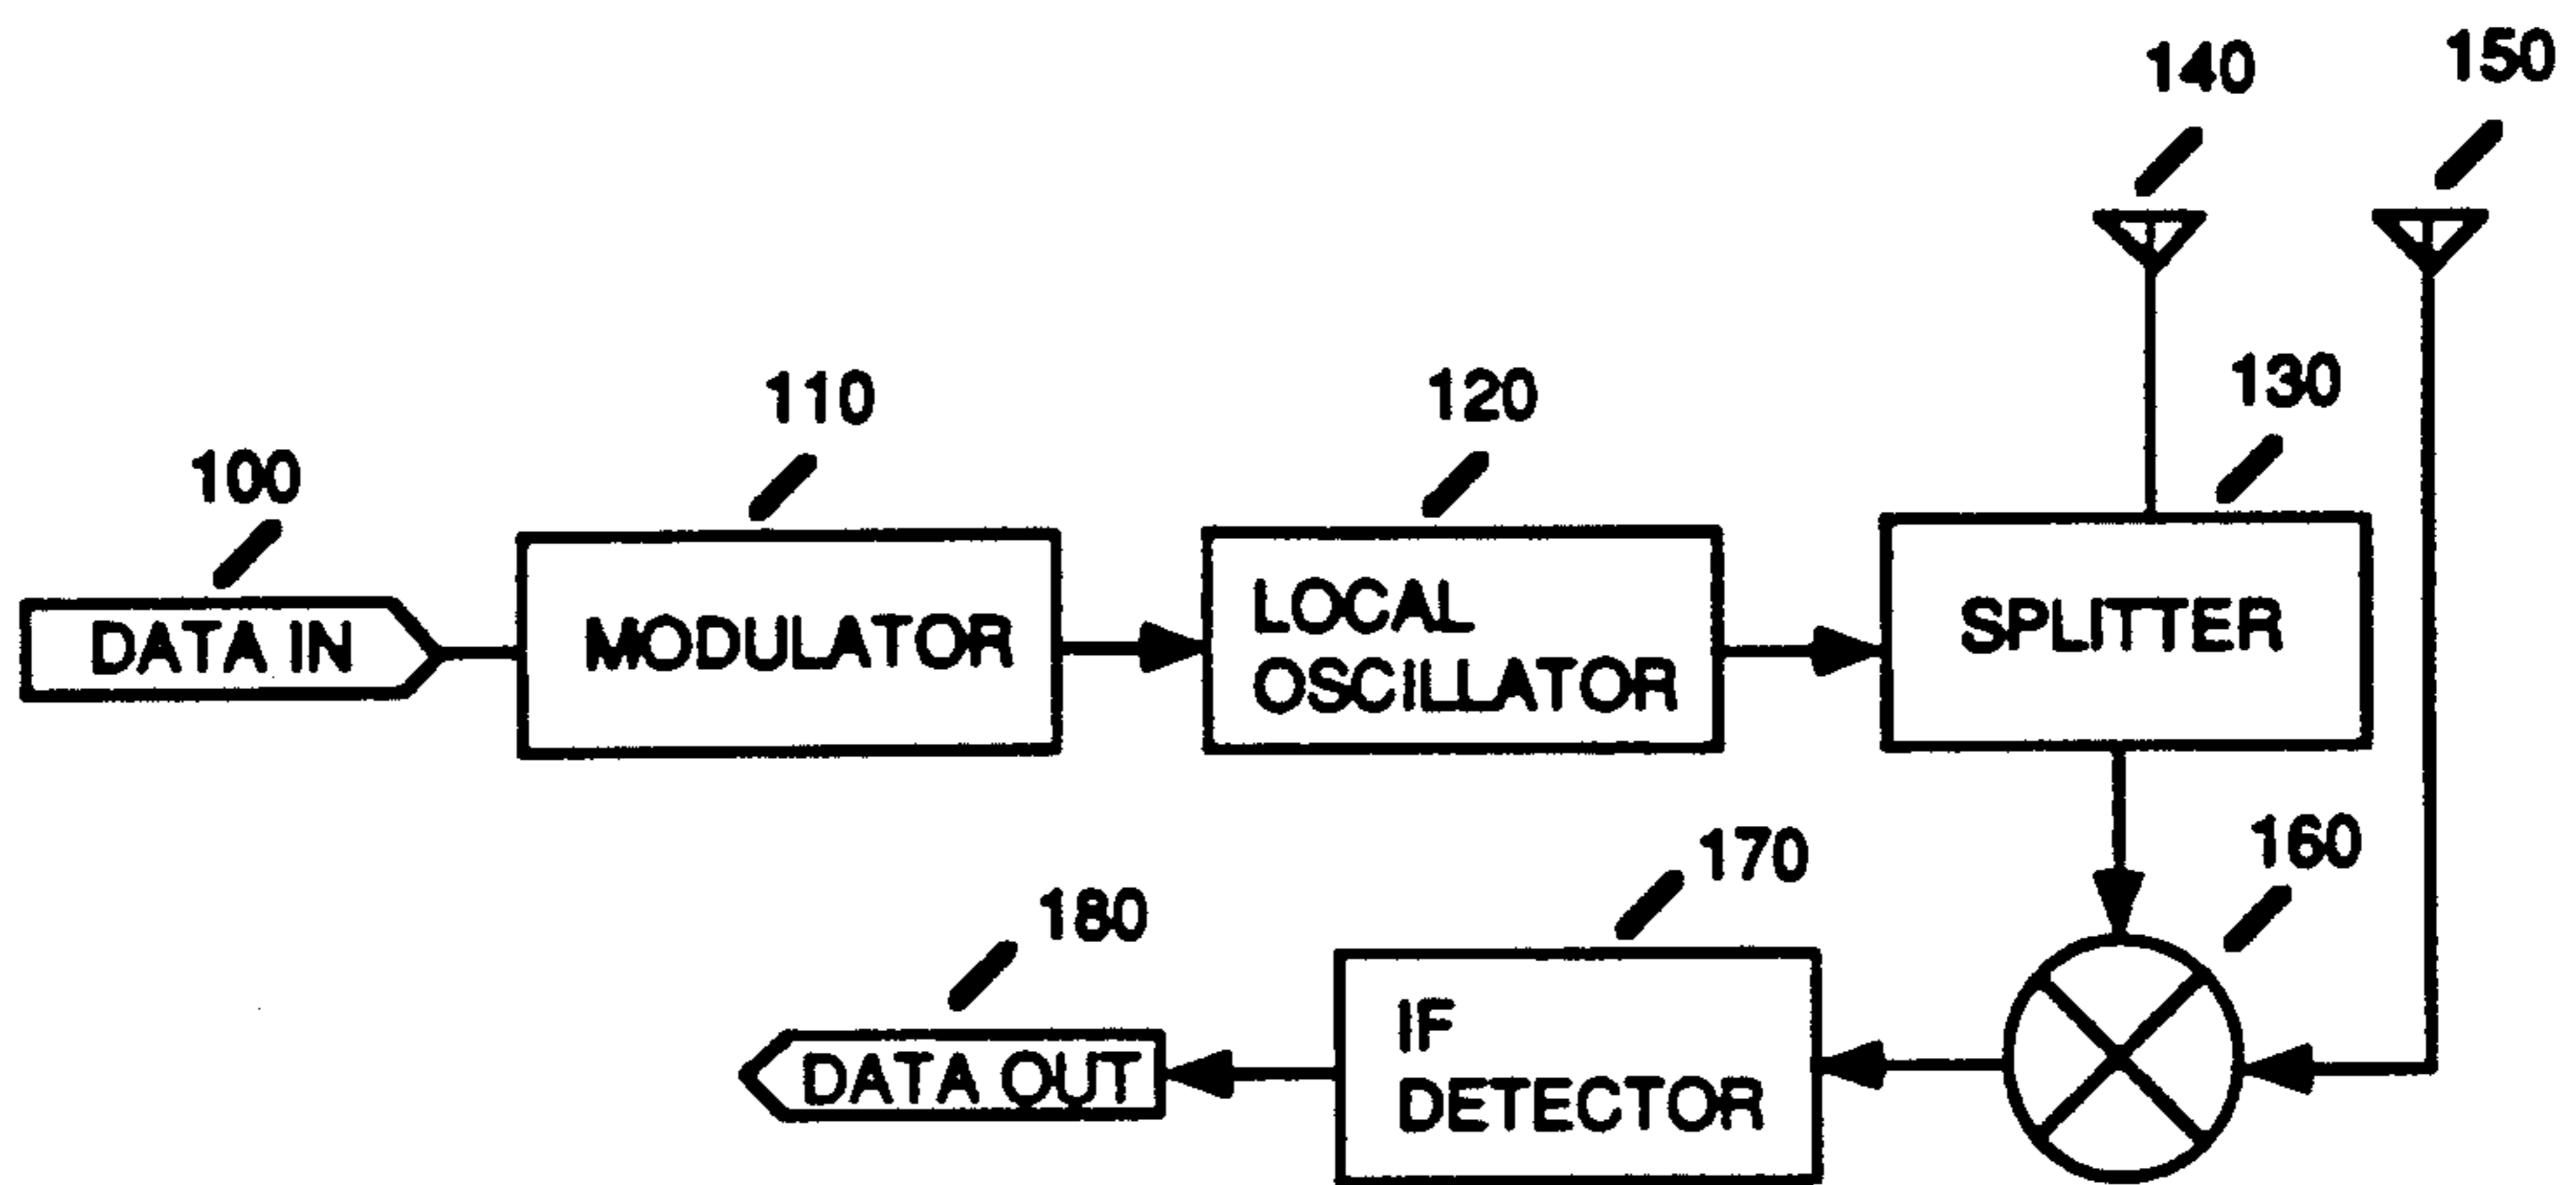 140
150
110
120
130
100
DATA IN
MODULATOR
LOCAL
OSCILLATOR
SPLITTER
160
170
180
IF
DETECTOR
DATA OUT